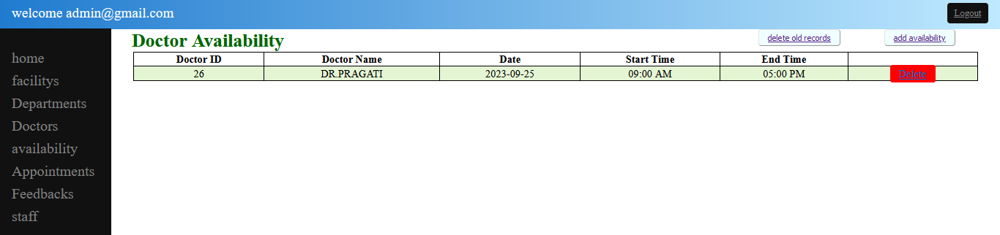 welcome admin@gmail.com Logout
home
facilitys
Departments
Doctors
availability
Appointments
Feedbacks
staff
Doctor Availability delete old records add availability
Doctor ID Doctor Name Date Start Time End Time
26 DR.PRAGATI 2023-09-25 09:00 AM 05:00 PM Delete